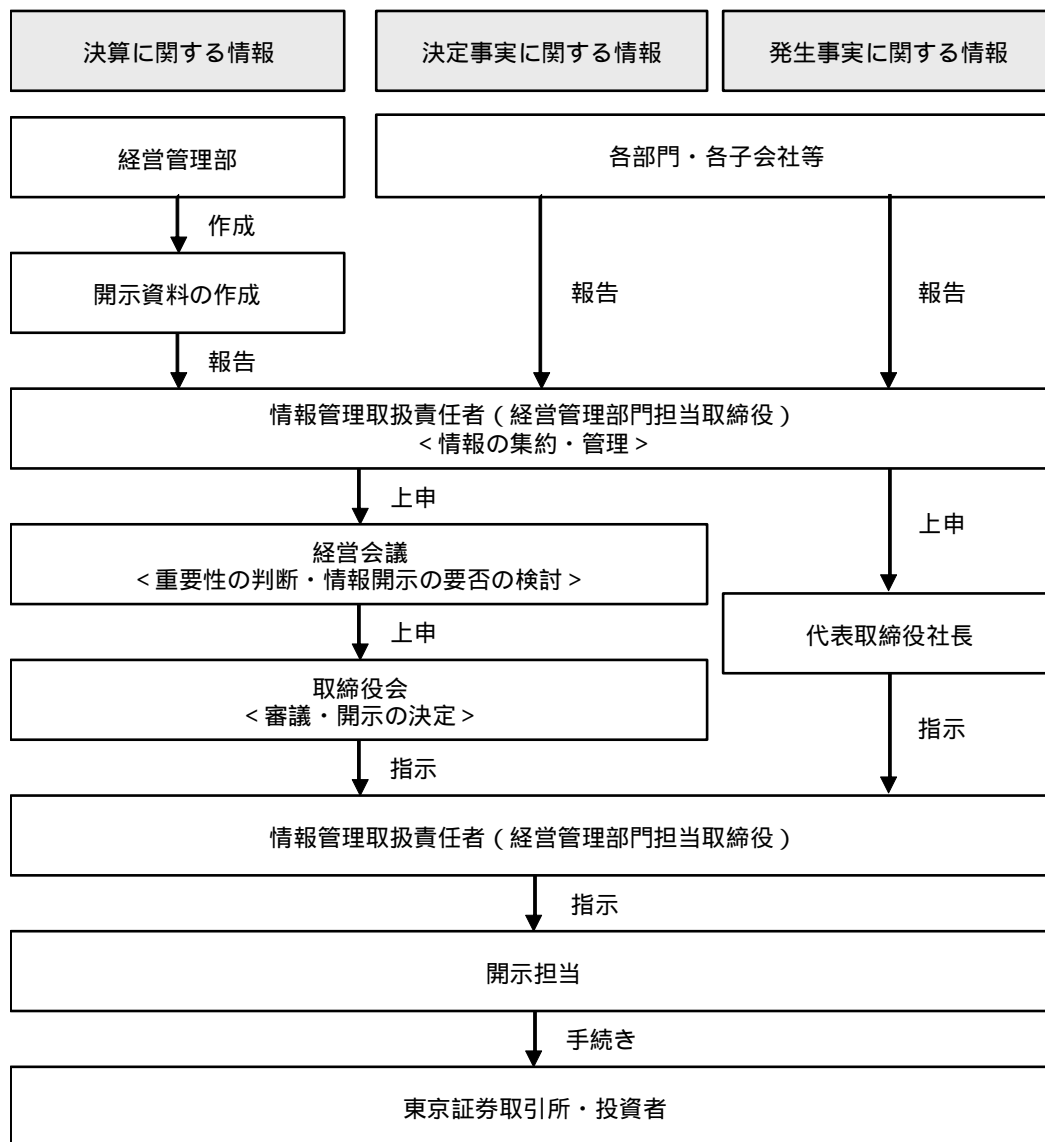 決算に関する情報
決定事実に関する情報
発生事実に関する情報
経営管理部
各部門・各子会社等
作成
開示資料の作成
報告
報告
報告
情報管理取扱責任者（経営管理部門担当取締役）
＜情報の集約・管理＞
上申
上申
経営会議
＜重要性の判断・情報開示の要否の検討＞
上申
代表取締役社長
取締役会
＜審議・開示の決定＞
指示
指示
情報管理取扱責任者（経営管理部門担当取締役）
指示
開示担当
手続き
東京証券取引所・投資者